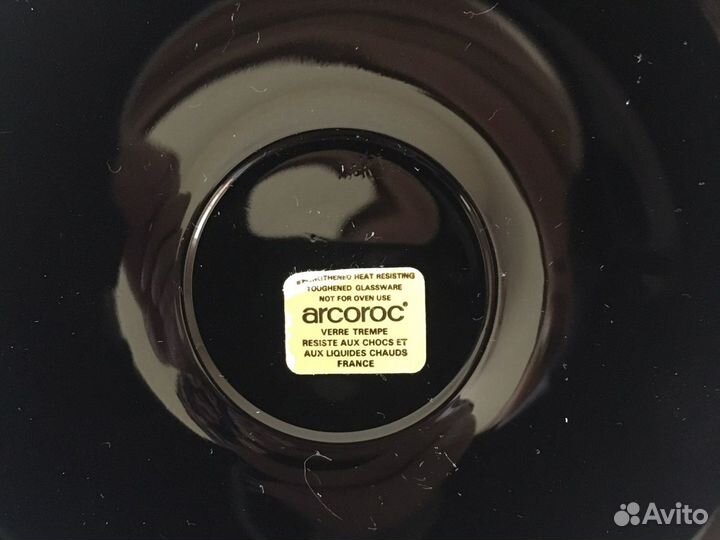 HEAT RESISTING
TOUGHENED GLASSWARE
NOT FOR OVEN USE
arcoroc®
VERRE TREMPE
RESISTE AUX CHOCS ET
AUX LIQUIDES CHAUDS
FRANCE
Avito